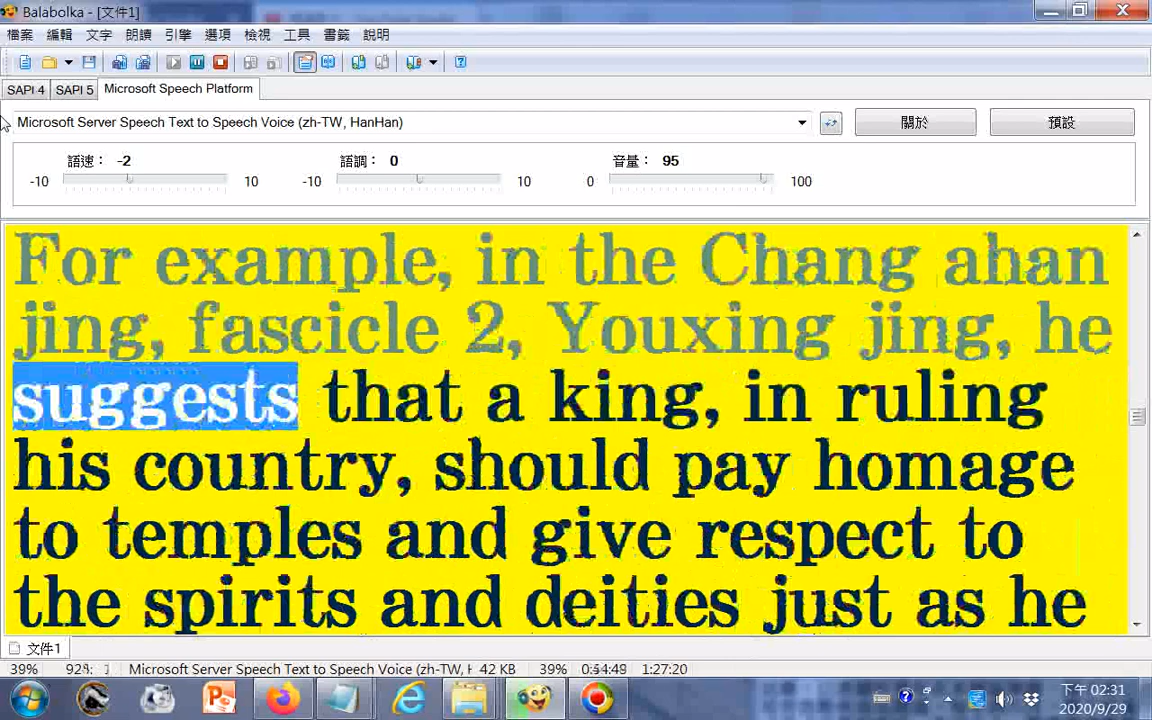 Balabolka - [文件1]
檔案 編輯 文字 朗讀 引擎 選項 檢視 工具 書籤 說明
SAPI 4 SAPI 5 Microsoft Speech Platform
Microsoft Server Speech Text to Speech Voice (zh-TW, HanHan) 關於 預設
語速： -2 語調： 0 音量： 95
-10 10 -10 10 0 100
For example, in the Chang ahan
jing, fascicle 2, Youxing jing, he
suggests that a king, in ruling
his country, should pay homage
to temples and give respect to
the spirits and deities just as he
文件1
39% Microsoft Server Speech Text to Speech Voice (zh-TW, 42 KB 39% 0:54:49 1:27:20
下午 02:31
2020/9/29